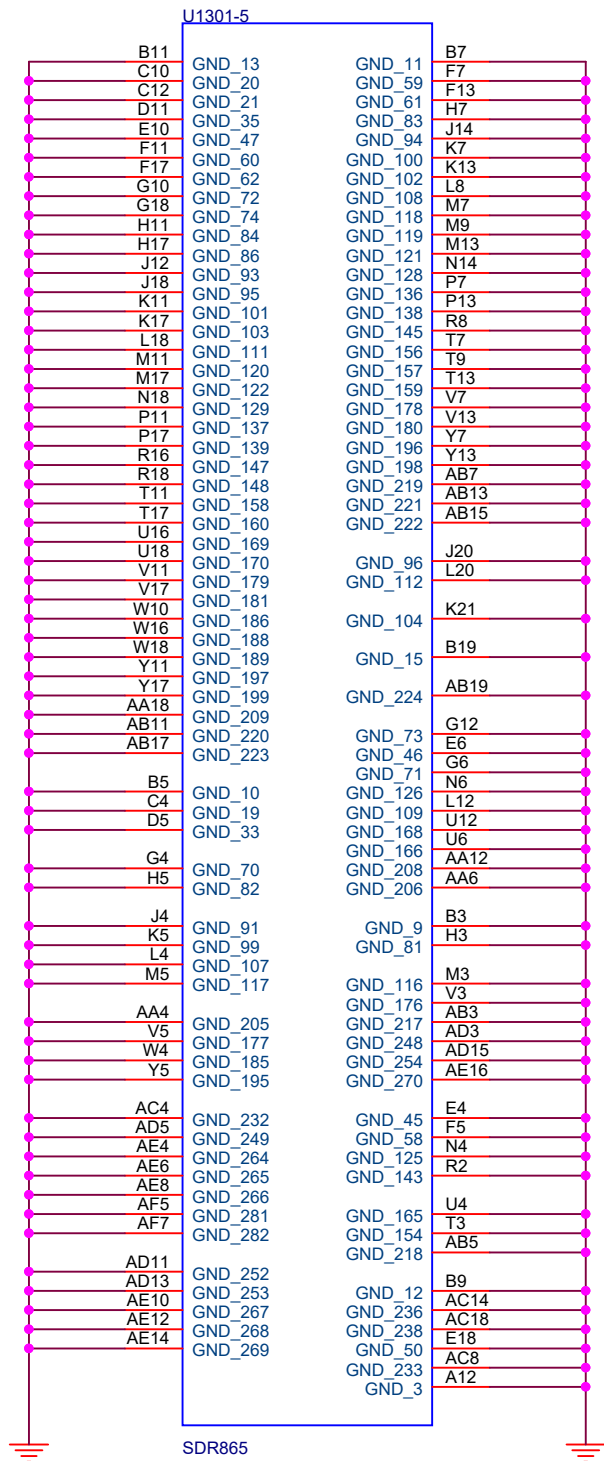 U1301-5
B11 GND_13 GND_11 B7
C10 GND_20 GND_59 F7
C12 GND_21 GND_61 F13
D11 GND_35 GND_83 H7
E10 GND_47 GND_94 J14
F11 GND_60 GND_100 K7
F17 GND_62 GND_102 K13
G10 GND_72 GND_108 L8
G18 GND_74 GND_118 M7
H11 GND_84 GND_119 M9
H17 GND_86 GND_121 M13
J12 GND_93 GND_128 N14
J18 GND_95 GND_136 P7
K11 GND_101 GND_138 P13
K17 GND_103 GND_145 R8
L18 GND_111 GND_156 T7
M11 GND_120 GND_157 T9
M17 GND_122 GND_159 T13
N18 GND_129 GND_178 V7
P11 GND_137 GND_180 V13
P17 GND_139 GND_196 Y7
R16 GND_147 GND_198 Y13
R18 GND_148 GND_219 AB7
T11 GND_158 GND_221 AB13
T17 GND_160 GND_222 AB15
U16 GND_169
U18 GND_170 GND_96 J20
V11 GND_179 GND_112 L20
V17 GND_181
W10 GND_186 GND_104 K21
W16 GND_188
W18 GND_189 GND_15 B19
Y11 GND_197
Y17 GND_199 GND_224 AB19
AA18 GND_209
AB11 GND_220 GND_73 G12
AB17 GND_223 GND_46 E6
GND_71 G6
B5 GND_10 GND_126 N6
C4 GND_19 GND_109 L12
D5 GND_33 GND_168 U12
GND_166 U6
G4 GND_70 GND_208 AA12
H5 GND_82 GND_206 AA6
J4 GND_91 GND_9 B3
K5 GND_99 GND_81 H3
L4 GND_107
M5 GND_117 GND_116 M3
GND_176 V3
AA4 GND_205 GND_217 AB3
V5 GND_177 GND_248 AD3
W4 GND_185 GND_254 AD15
Y5 GND_195 GND_270 AE16
AC4 GND_232 GND_45 E4
AD5 GND_249 GND_58 F5
AE4 GND_264 GND_125 N4
AE6 GND_265 GND_143 R2
AE8 GND_266
AF5 GND_281 GND_165 U4
AF7 GND_282 GND_154 T3
GND_218 AB5
AD11 GND_252
AD13 GND_253 GND_12 B9
AE10 GND_267 GND_236 AC14
AE12 GND_268 GND_238 AC18
AE14 GND_269 GND_50 E18
GND_233 AC8
GND_3 A12
SDR865